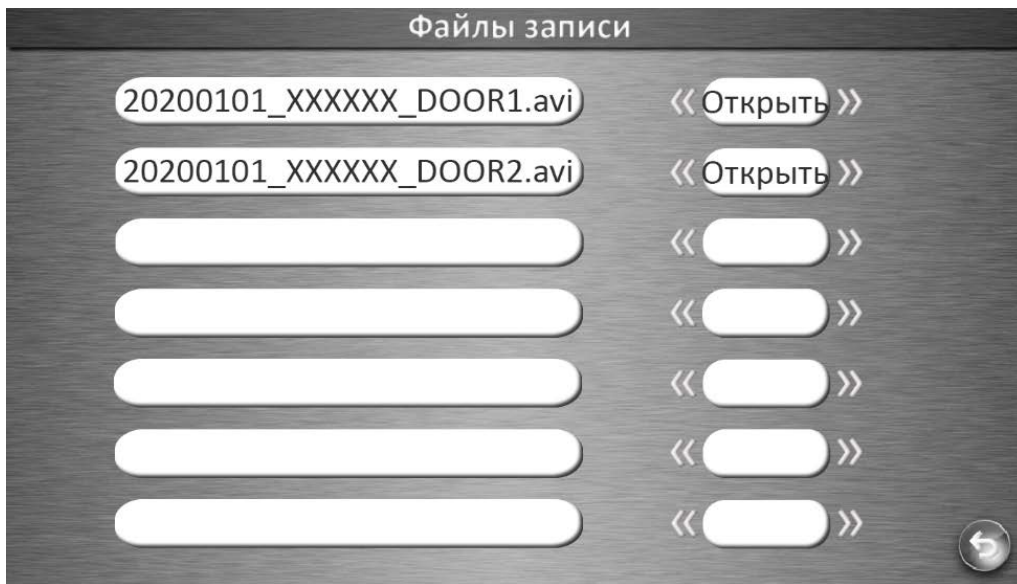 Файлы записи
20200101_XXXXXX_DOOR1.avi « Открыть »
20200101_XXXXXX_DOOR2.avi « Открыть »
« »
« »
« »
« »
« »